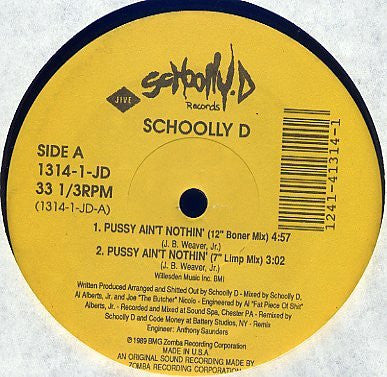 JIVE
Schoolly.D
Records
SCHOOLLY D
SIDE A
1314-1-JD
33 1/3RPM
(1314-1-JD-A)
1241-41314-1
1. PUSSY AIN'T NOTHIN' (12" Boner Mix) 4:57
(J. B. Weaver, Jr.)
2. PUSSY AIN'T NOTHIN' (7" Limp Mix) 3:02
(J. B. Weaver, Jr.)
Willesden Music Inc. BMI
Written Produced Arranged and Shitted Out by Schoolly D - Mixed by Schoolly D,
Al Alberts, Jr. and Joe "The Butcher" Nicolo - Engineered by Al "Fat Piece Of Shit"
Alberts, Jr. - Recorded and Mixed at Sound Spa, Chester PA - Remixed by
Schoolly D and Code Money at Battery Studios, NY - Remix
Engineer: Anthony Saunders
℗ 1989 BMG Zomba Recording Corporation
MADE IN U.S.A.
AN ORIGINAL SOUND RECORDING MADE BY
ZOMBA RECORDING CORPORATION